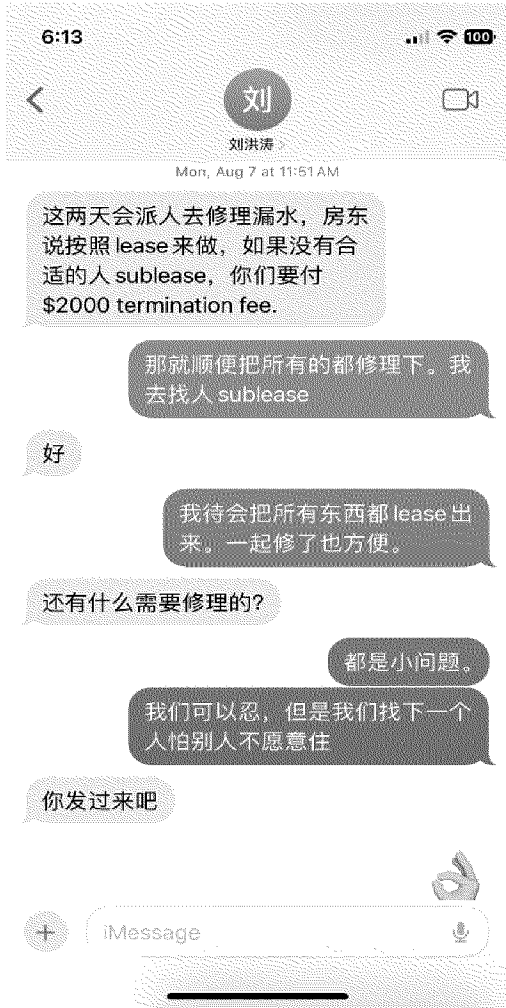 6:13
100
刘
刘洪涛
Mon, Aug 7 at 11:51 AM
这两天会派人去修理漏水，房东
说按照 lease 来做，如果没有合
适的人 sublease，你们要付
$2000 termination fee.
那就顺便把所有的都修理下。我
去找人 sublease
好
我待会把所有东西都 lease 出
来。一起修了也方便。
还有什么需要修理的?
都是小问题。
我们可以忍，但是我们找下一个
人怕别人不愿意住
你发过来吧
iMessage